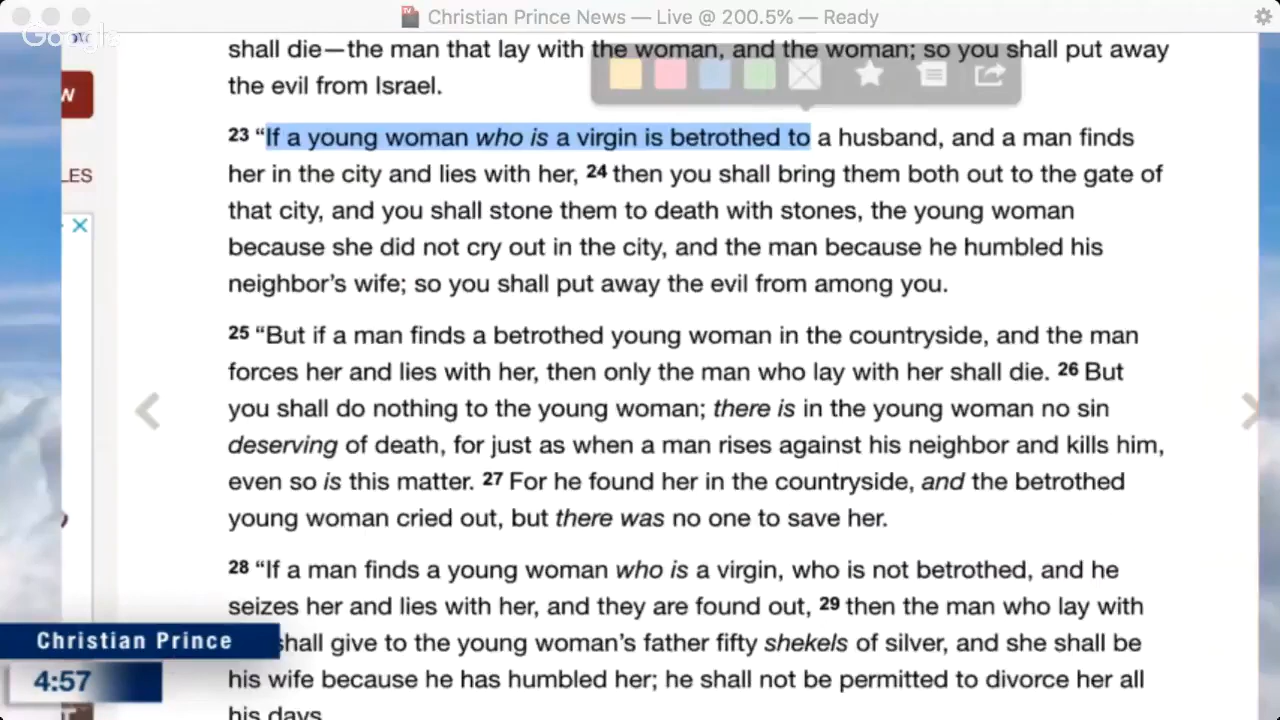 Christian Prince News — Live @ 200.5% — Ready
Google
shall die—the man that lay with the woman, and the woman; so you shall put away
the evil from Israel.
W
23 “If a young woman who is a virgin is betrothed to a husband, and a man finds
her in the city and lies with her, 24 then you shall bring them both out to the gate of
LES
that city, and you shall stone them to death with stones, the young woman
because she did not cry out in the city, and the man because he humbled his
neighbor’s wife; so you shall put away the evil from among you.
25 “But if a man finds a betrothed young woman in the countryside, and the man
forces her and lies with her, then only the man who lay with her shall die. 26 But
you shall do nothing to the young woman; there is in the young woman no sin
deserving of death, for just as when a man rises against his neighbor and kills him,
even so is this matter. 27 For he found her in the countryside, and the betrothed
young woman cried out, but there was no one to save her.
28 “If a man finds a young woman who is a virgin, who is not betrothed, and he
seizes her and lies with her, and they are found out, 29 then the man who lay with
shall give to the young woman’s father fifty shekels of silver, and she shall be
his wife because he has humbled her; he shall not be permitted to divorce her all
his days
Christian Prince
4:57